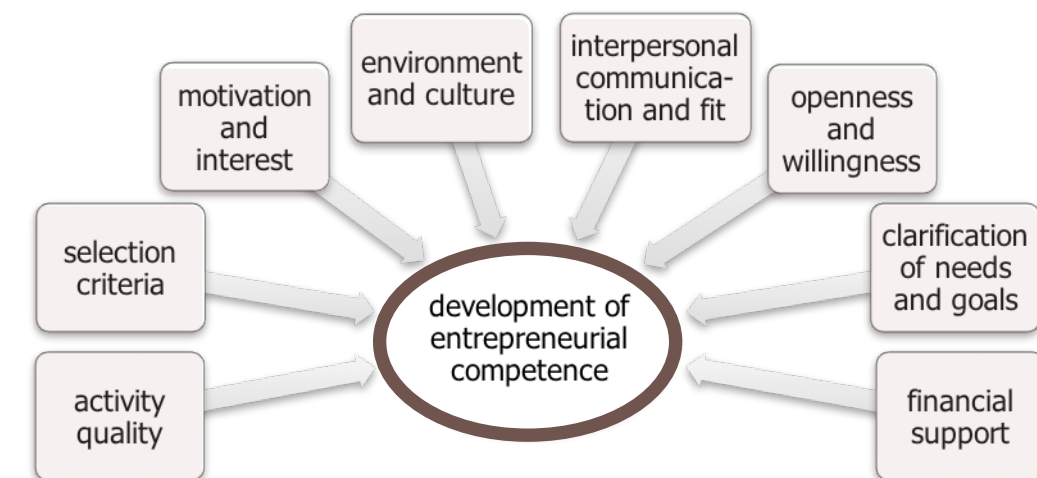 environment
and culture
interpersonal
communica-
tion and fit
motivation
and
interest
openness
and
willingness
selection
criteria
clarification
of needs
and goals
development of
entrepreneurial
competence
activity
quality
financial
support